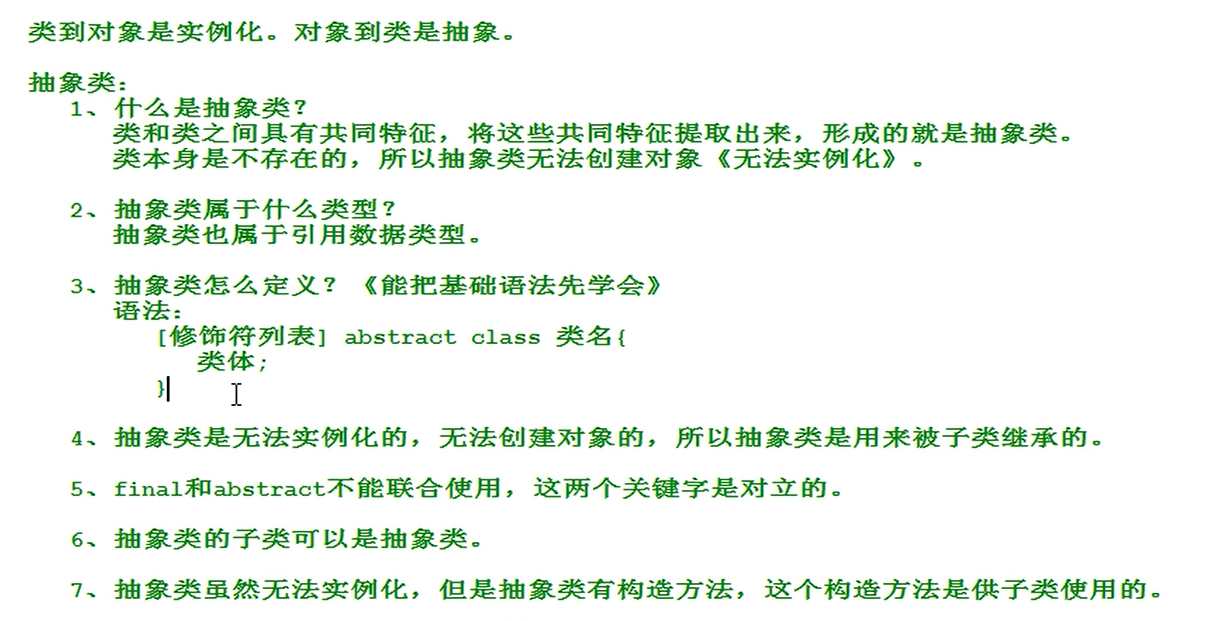 类到对象是实例化。对象到类是抽象。
抽象类：
1、什么是抽象类？
类和类之间具有共同特征，将这些共同特征提取出来，形成的就是抽象类。
类本身是不存在的，所以抽象类无法创建对象《无法实例化》。
2、抽象类属于什么类型？
抽象类也属于引用数据类型。
3、抽象类怎么定义？《能把基础语法先学会》
语法：
[修饰符列表] abstract class 类名{
类体;
}
4、抽象类是无法实例化的，无法创建对象的，所以抽象类是用来被子类继承的。
5、final和abstract不能联合使用，这两个关键字是对立的。
6、抽象类的子类可以是抽象类。
7、抽象类虽然无法实例化，但是抽象类有构造方法，这个构造方法是供子类使用的。